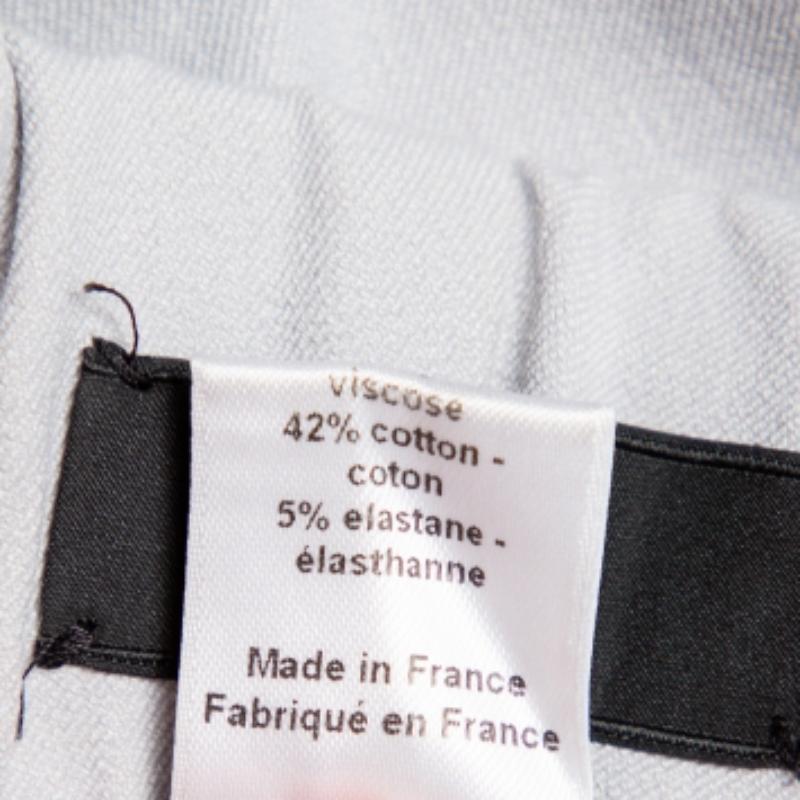 viscose
42% cotton -
coton
5% elastane -
élasthanne
Made in France
Fabriqué en France